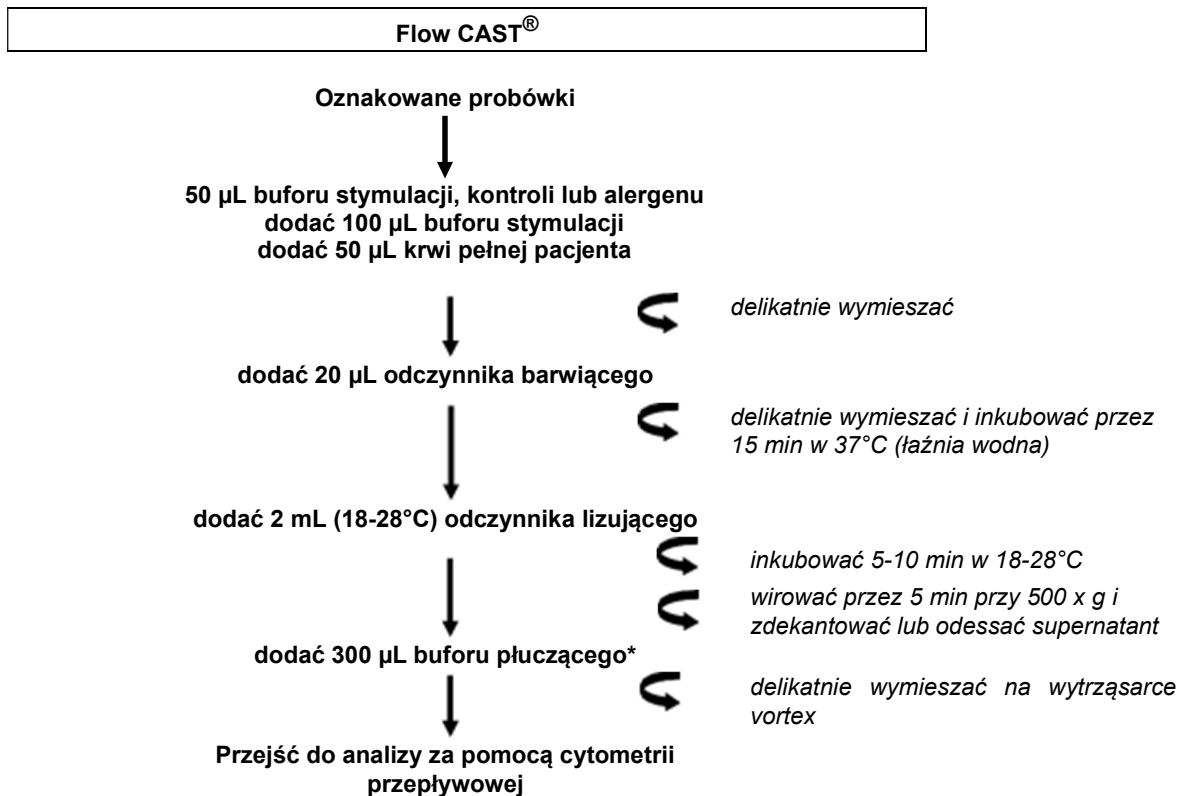 Flow CAST®
Oznakowane probówki
50 µL buforu stymulacji, kontroli lub alergenu
dodać 100 µL buforu stymulacji
dodać 50 µL krwi pełnej pacjenta
delikatnie wymieszać
dodać 20 µL odczynnika barwiącego
delikatnie wymieszać i inkubować przez
15 min w 37°C (łaźnia wodna)
dodać 2 mL (18-28°C) odczynnika lizującego
inkubować 5-10 min w 18-28°C
wirować przez 5 min przy 500 x g i
zdekantować lub odessać supernatant
dodać 300 µL buforu płuczącego*
delikatnie wymieszać na wytrząsarce
vortex
Przejść do analizy za pomocą cytometrii
przepływowej